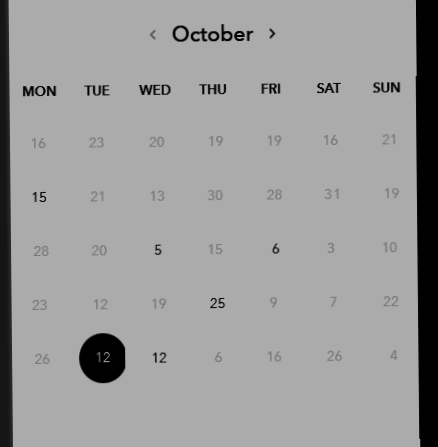 ‹ October ›
MON TUE WED THU FRI SAT SUN
16 23 20 19 19 16 21
15 21 13 30 28 31 19
28 20 5 15 6 3 10
23 12 19 25 9 7 22
26 12 12 6 16 26 4